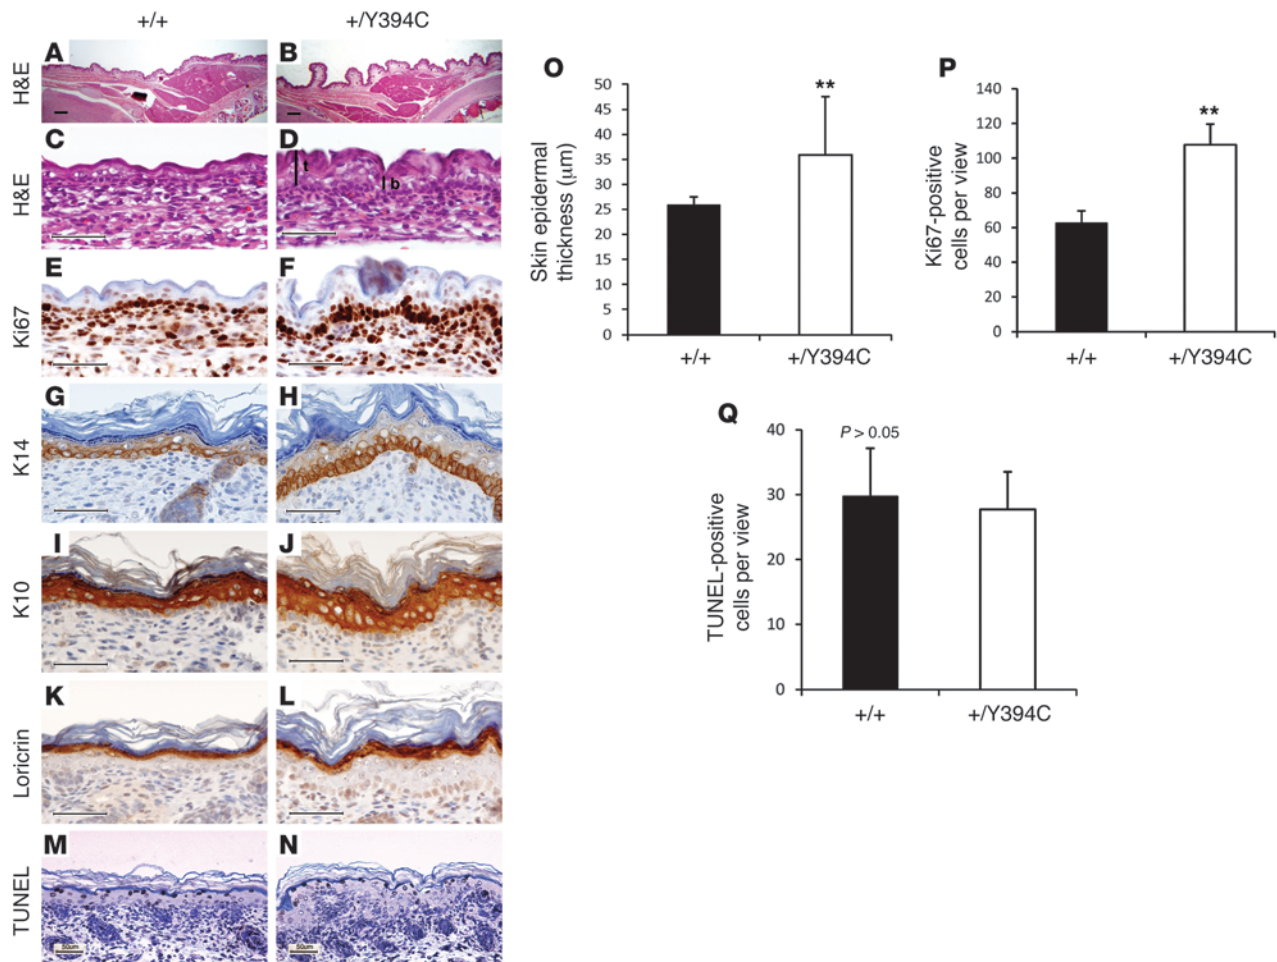 +/+
+/Y394C
H&E
A
B
H&E
C
D
t
b
Ki67
E
F
K14
G
H
K10
I
J
Loricrin
K
L
TUNEL
M
N
50μm
50μm
O
Skin epidermal
thickness (μm)
50
45
40
35
30
25
20
15
10
5
0
**
+/+
+/Y394C
P
Ki67-positive
cells per view
140
120
100
80
60
40
20
0
**
+/+
+/Y394C
Q
TUNEL-positive
cells per view
40
30
20
10
0
P > 0.05
+/+
+/Y394C